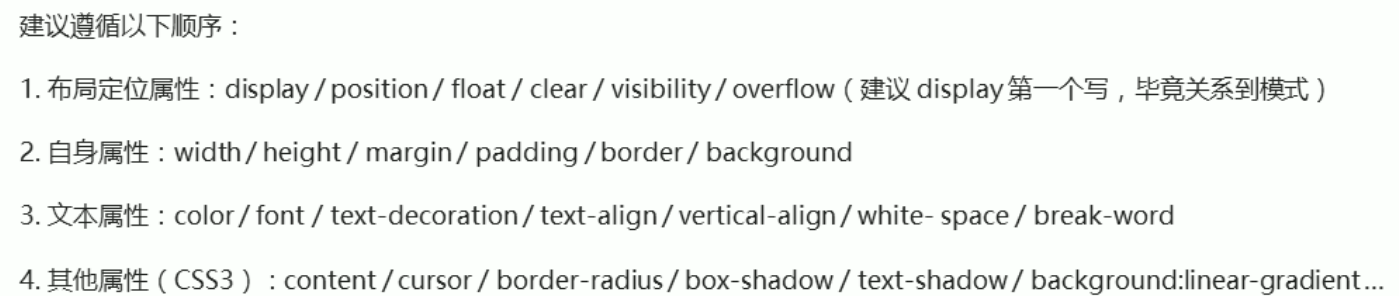 建议遵循以下顺序：
1. 布局定位属性：display / position / float / clear / visibility / overflow（建议 display 第一个写，毕竟关系到模式）
2. 自身属性：width / height / margin / padding / border / background
3. 文本属性：color / font / text-decoration / text-align / vertical-align / white- space / break-word
4. 其他属性（CSS3）：content / cursor / border-radius / box-shadow / text-shadow / background:linear-gradient…